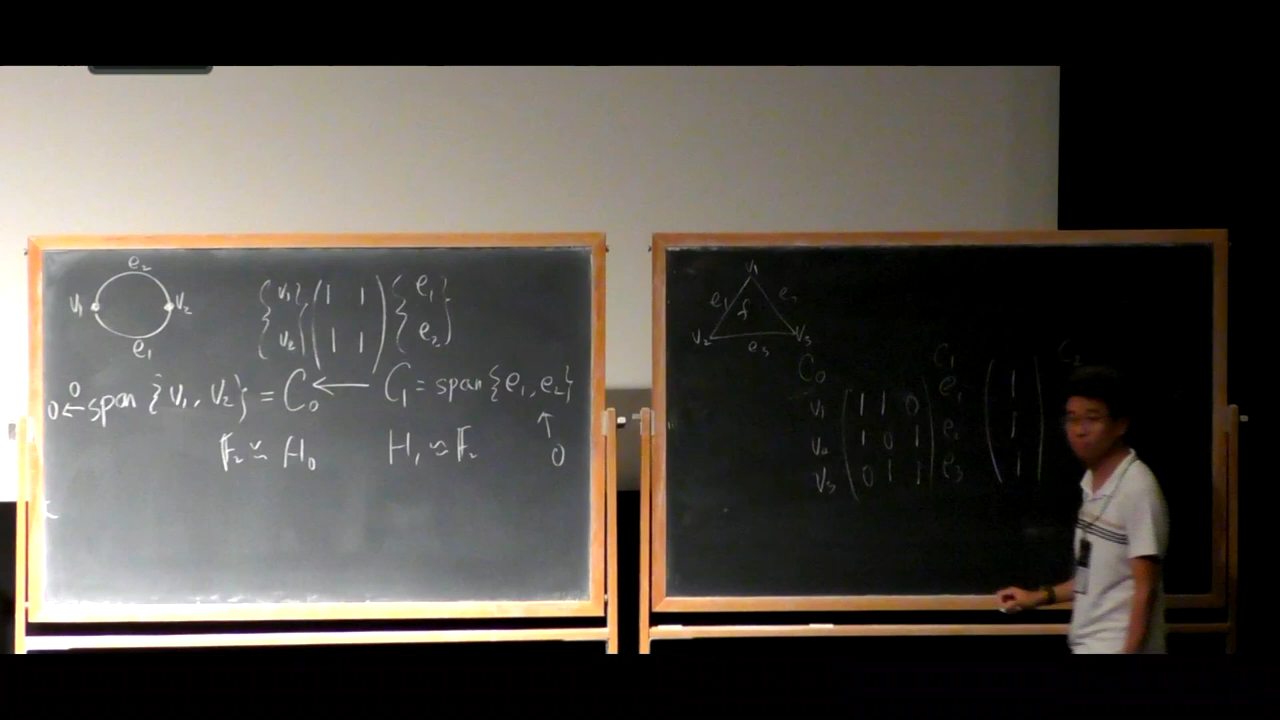 e₂
v₁ v₂
e₁
{v₁ v₂} (1 1
1 1) {e₁ e₂}
0 ←0 span {v₁, v₂} = C₀ ← C₁ = span {e₁, e₂}
↑
𝔽₂ ≃ H₀ H₁ ≃ 𝔽₂ 0
v₁
e₁ f e₂
v₂ v₃
e₃
C₀ C₁ C₂
v₁ (1 1 0) e₁ (1)
v₂ (1 0 1) e₂ (1)
v₃ (0 1 1) e₃ (1)